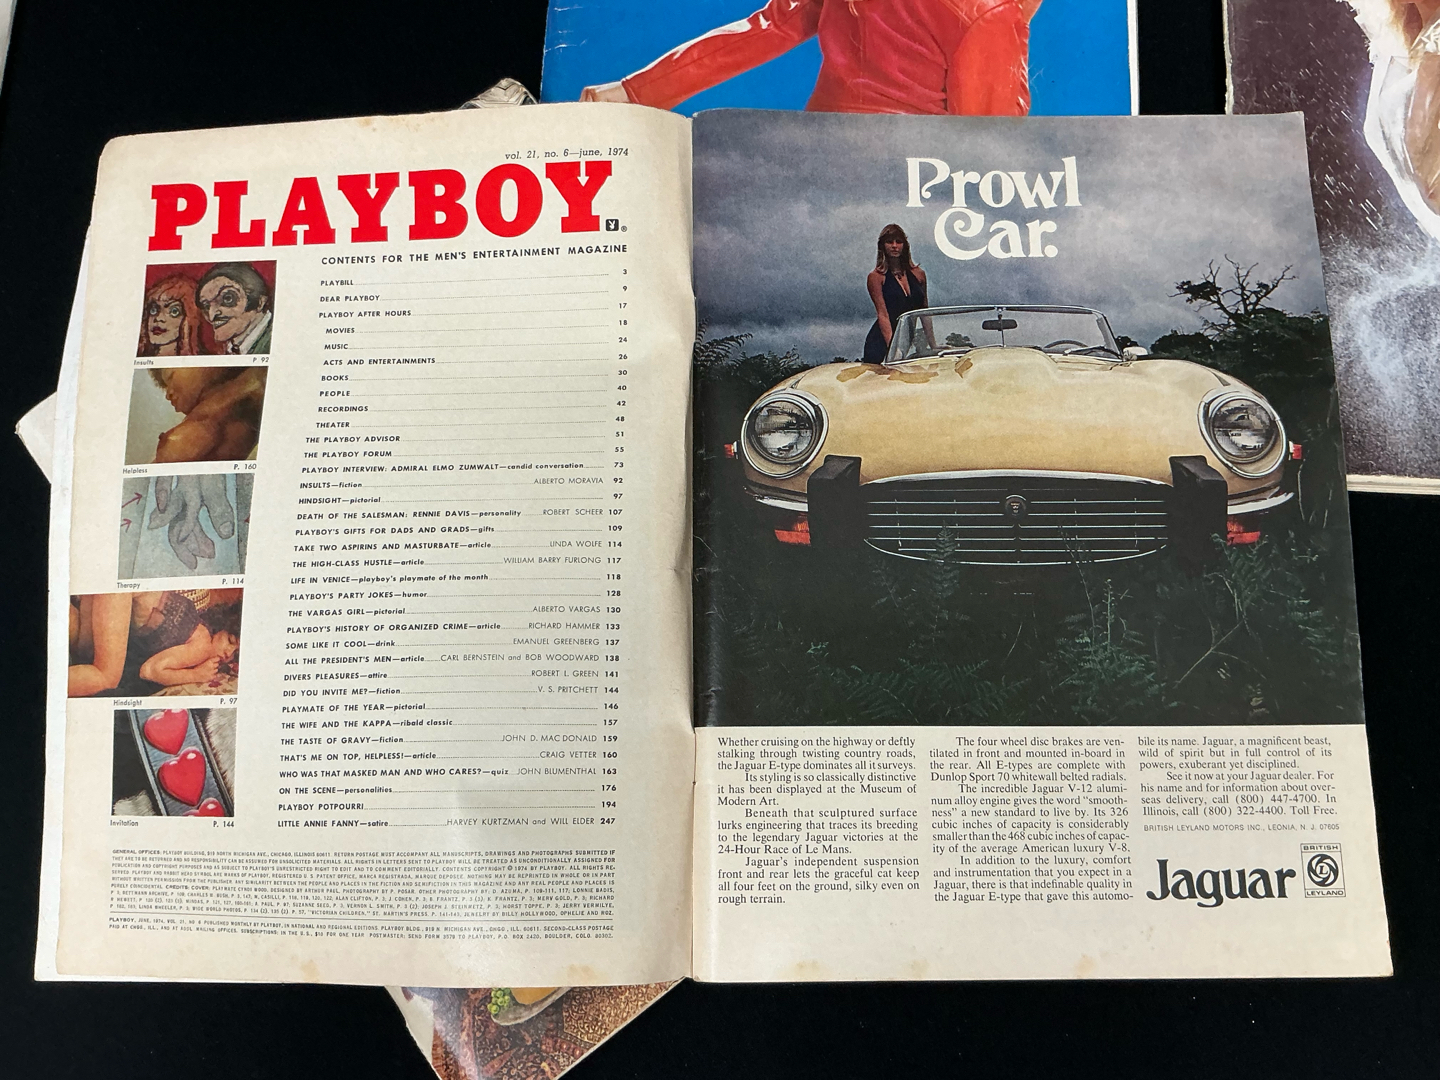 vol. 21, no. 6—june, 1974
PLAYBOY®
CONTENTS FOR THE MEN'S ENTERTAINMENT MAGAZINE
PLAYBILL 3
DEAR PLAYBOY 9
PLAYBOY AFTER HOURS 17
MOVIES 18
MUSIC 24
ACTS AND ENTERTAINMENTS 26
BOOKS 30
PEOPLE 40
RECORDINGS 42
THEATER 48
THE PLAYBOY ADVISOR 51
THE PLAYBOY FORUM 55
PLAYBOY INTERVIEW: ADMIRAL ELMO ZUMWALT—candid conversation 73
INSULTS—fiction ALBERTO MORAVIA 92
HINDSIGHT—pictorial 97
DEATH OF THE SALESMAN: RENNIE DAVIS—personality ROBERT SCHEER 107
PLAYBOY'S GIFTS FOR DADS AND GRADS—gifts 109
TAKE TWO ASPIRINS AND MASTURBATE—article LINDA WOLFE 114
THE HIGH-CLASS HUSTLE—article WILLIAM BARRY FURLONG 117
LIFE IN VENICE—playboy's playmate of the month 118
PLAYBOY'S PARTY JOKES—humor 128
THE VARGAS GIRL—pictorial ALBERTO VARGAS 130
PLAYBOY'S HISTORY OF ORGANIZED CRIME—article RICHARD HAMMER 133
SOME LIKE IT COOL—drink EMANUEL GREENBERG 137
ALL THE PRESIDENT'S MEN—article CARL BERNSTEIN and BOB WOODWARD 138
DIVERS PLEASURES—attire ROBERT L. GREEN 141
DID YOU INVITE ME?—fiction V. S. PRITCHETT 144
PLAYMATE OF THE YEAR—pictorial 146
THE WIFE AND THE KAPPA—ribald classic 157
THE TASTE OF GRAVY—fiction JOHN D. MACDONALD 159
THAT'S ME ON TOP, HELPLESS!—article CRAIG VETTER 160
WHO WAS THAT MASKED MAN AND WHO CARES?—quiz JOHN BLUMENTHAL 163
ON THE SCENE—personalities 176
PLAYBOY POTPOURRI 194
LITTLE ANNIE FANNY—satire HARVEY KURTZMAN and WILL ELDER 247
Insults P. 92
Helpless P. 160
Therapy P. 114
Hindsight P. 97
Invitation P. 144
GENERAL OFFICES: PLAYBOY BUILDING, 919 NORTH MICHIGAN AVE., CHICAGO, ILLINOIS 60611. RETURN POSTAGE MUST ACCOMPANY ALL MANUSCRIPTS, DRAWINGS AND PHOTOGRAPHS SUBMITTED IF
Prowl
Car.
Whether cruising on the highway or deftly
stalking through twisting country roads,
the Jaguar E-type dominates all it surveys.
Its styling is so classically distinctive
it has been displayed at the Museum of
Modern Art.
Beneath that sculptured surface
lurks engineering that traces its breeding
to the legendary Jaguar victories at the
24-Hour Race of Le Mans.
Jaguar's independent suspension
front and rear lets the graceful cat keep
all four feet on the ground, silky even on
rough terrain.
The four wheel disc brakes are ven-
tilated in front and mounted in-board in
the rear. All E-types are complete with
Dunlop Sport 70 whitewall belted radials.
The incredible Jaguar V-12 alumi-
num alloy engine gives the word "smooth-
ness" a new standard to live by. Its 326
cubic inches of capacity is considerably
smaller than the 468 cubic inches of capac-
ity of the average American luxury V-8.
In addition to the luxury, comfort
and instrumentation that you expect in a
Jaguar, there is that indefinable quality in
the Jaguar E-type that gave this automo-
bile its name. Jaguar, a magnificent beast,
wild of spirit but in full control of its
powers, exuberant yet disciplined.
See it now at your Jaguar dealer. For
his name and for information about over-
seas delivery, call (800) 447-4700. In
Illinois, call (800) 322-4400. Toll Free.
BRITISH LEYLAND MOTORS INC., LEONIA, N. J. 07605
Jaguar
BRITISH
LEYLAND